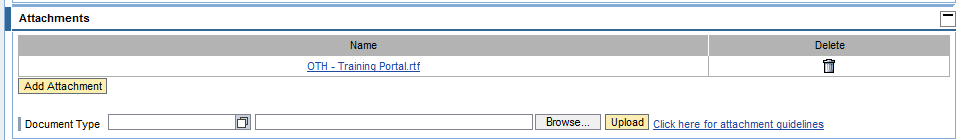 Attachments
Name Delete
OTH - Training Portal.rtf
Add Attachment
Document Type Browse... Upload Click here for attachment guidelines